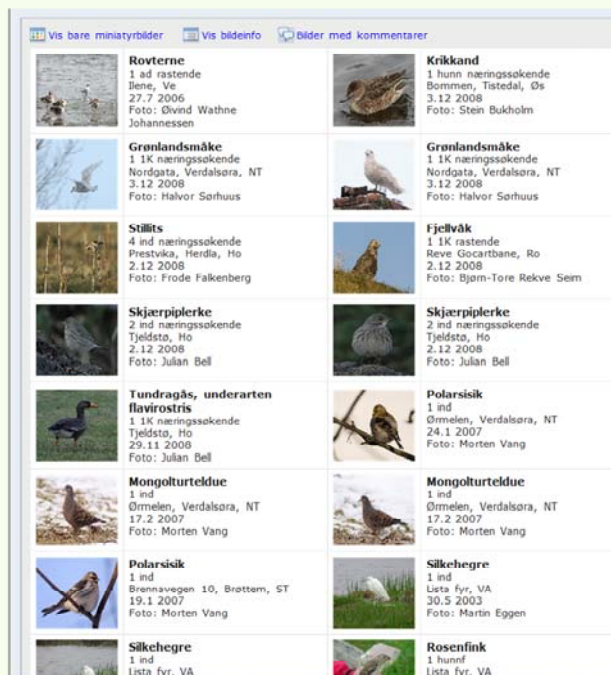 Vis bare miniatyrbilder Vis bildeinfo Bilder med kommentarer
Rovterne
1 ad rastende
Ilene, Ve
27.7 2006
Foto: Øivind Wathne
Johannessen
Krikkand
1 hunn næringssøkende
Bommen, Tistedal, Øs
3.12 2008
Foto: Stein Bukholm
Grønlandsmåke
1 1K næringssøkende
Nordgata, Verdalsøra, NT
3.12 2008
Foto: Halvor Sørhuus
Grønlandsmåke
1 1K næringssøkende
Nordgata, Verdalsøra, NT
3.12 2008
Foto: Halvor Sørhuus
Stillits
4 ind næringssøkende
Prestvika, Herdla, Ho
2.12 2008
Foto: Frode Falkenberg
Fjellvåk
1 1K rastende
Reve Gocartbane, Ro
2.12 2008
Foto: Bjørn-Tore Rekve Seim
Skjærpiplerke
2 ind næringssøkende
Tjeldstø, Ho
2.12 2008
Foto: Julian Bell
Skjærpiplerke
2 ind næringssøkende
Tjeldstø, Ho
2.12 2008
Foto: Julian Bell
Tundragås, underarten
flavirostris
1 1K næringssøkende
Tjeldstø, Ho
29.11 2008
Foto: Julian Bell
Polarsisik
1 ind
Ørmelen, Verdalsøra, NT
24.1 2007
Foto: Morten Vang
Mongolturteldue
1 ind
Ørmelen, Verdalsøra, NT
17.2 2007
Foto: Morten Vang
Mongolturteldue
1 ind
Ørmelen, Verdalsøra, NT
17.2 2007
Foto: Morten Vang
Polarsisik
1 ind
Brennavegen 10, Brøttem, ST
19.1 2007
Foto: Morten Vang
Silkehegre
1 ind
Lista fyr, VA
30.5 2003
Foto: Martin Eggen
Silkehegre
1 ind
Lista fyr, VA
Rosenfink
1 hunnf
Lista fyr, VA